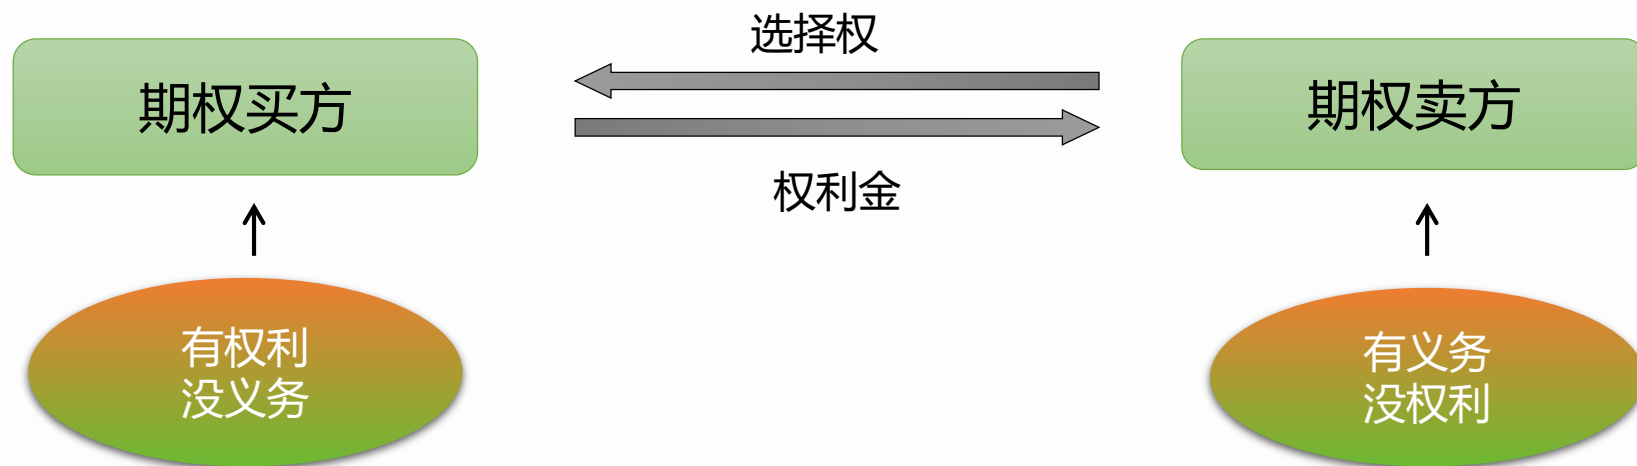 选择权
期权买方
期权卖方
权利金
有权利
没义务
有义务
没权利